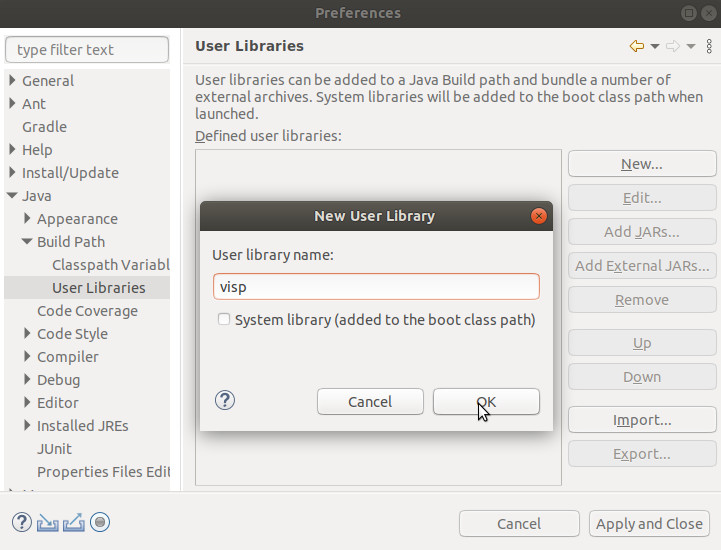 Preferences
type filter text
General
Ant
Gradle
Help
Install/Update
Java
Appearance
Build Path
Classpath Variabl
User Libraries
Code Coverage
Code Style
Compiler
Debug
Editor
Installed JREs
JUnit
Properties Files Edit
User Libraries
User libraries can be added to a Java Build path and bundle a number of
external archives. System libraries will be added to the boot class path when
launched.
Defined user libraries:
New...
Edit...
Add JARs...
Add External JARs...
Remove
Up
Down
Import...
Export...
New User Library
User library name:
visp
System library (added to the boot class path)
Cancel
OK
Cancel
Apply and Close